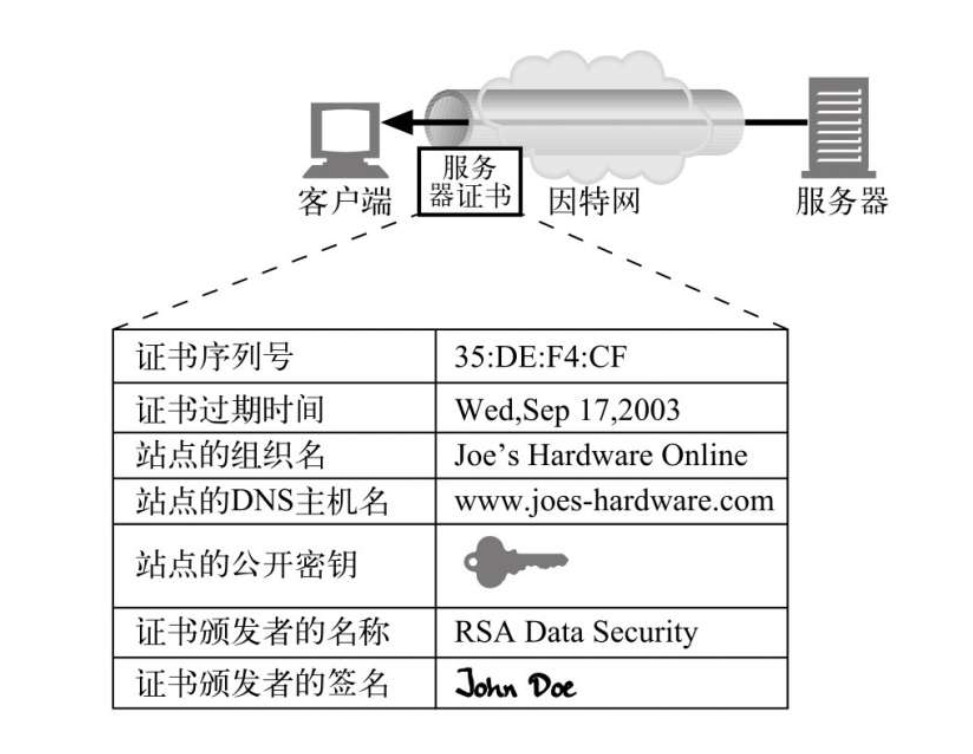 服务
器证书
客户端
因特网
服务器
证书序列号 35:DE:F4:CF
证书过期时间 Wed,Sep 17,2003
站点的组织名 Joe’s Hardware Online
站点的DNS主机名 www.joes-hardware.com
站点的公开密钥
证书颁发者的名称 RSA Data Security
证书颁发者的签名 John Doe